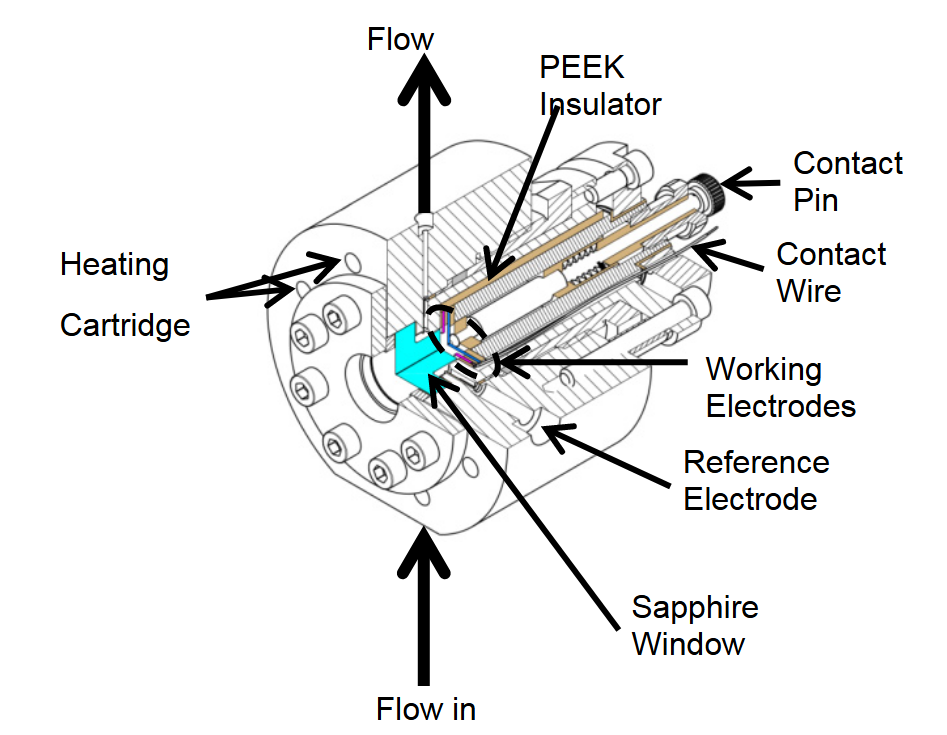 Flow
PEEK
Insulator
Contact
Pin
Heating
Cartridge
Contact
Wire
Working
Electrodes
Reference
Electrode
Sapphire
Window
Flow in